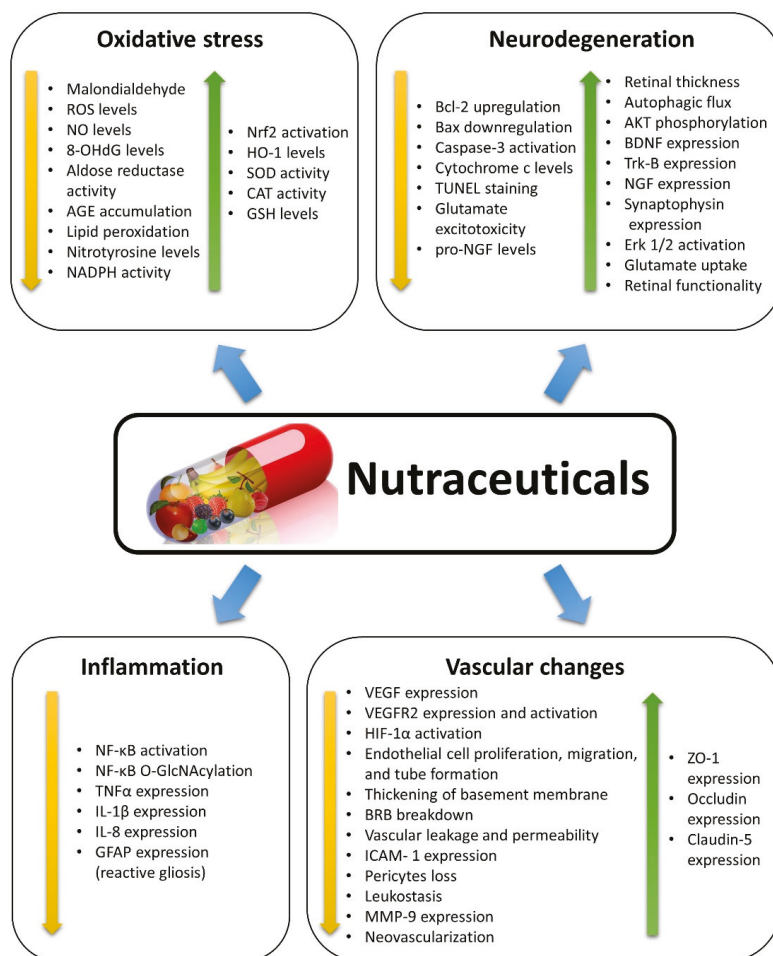 Oxidative stress
• Malondialdehyde
• ROS levels
• NO levels
• 8-OHdG levels
• Aldose reductase
activity
• AGE accumulation
• Lipid peroxidation
• Nitrotyrosine levels
• NADPH activity
• Nrf2 activation
• HO-1 levels
• SOD activity
• CAT activity
• GSH levels
Neurodegeneration
• Bcl-2 upregulation
• Bax downregulation
• Caspase-3 activation
• Cytochrome c levels
• TUNEL staining
• Glutamate
excitotoxicity
• pro-NGF levels
• Retinal thickness
• Autophagic flux
• AKT phosphorylation
• BDNF expression
• Trk-B expression
• NGF expression
• Synaptophysin
expression
• Erk 1/2 activation
• Glutamate uptake
• Retinal functionality
Nutraceuticals
Inflammation
• NF-κB activation
• NF-κB O-GlcNAcylation
• TNFα expression
• IL-1β expression
• IL-8 expression
• GFAP expression
(reactive gliosis)
Vascular changes
• VEGF expression
• VEGFR2 expression and activation
• HIF-1α activation
• Endothelial cell proliferation, migration,
and tube formation
• Thickening of basement membrane
• BRB breakdown
• Vascular leakage and permeability
• ICAM- 1 expression
• Pericytes loss
• Leukostasis
• MMP-9 expression
• Neovascularization
• ZO-1
expression
• Occludin
expression
• Claudin-5
expression